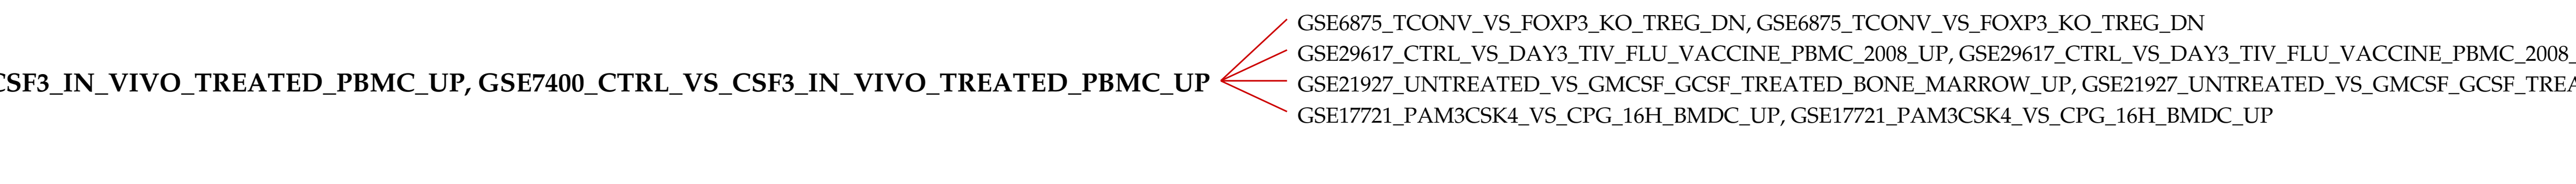 GSE6875_TCONV_VS_FOXP3_KO_TREG_DN, GSE6875_TCONV_VS_FOXP3_KO_TREG_DN
GSE29617_CTRL_VS_DAY3_TIV_FLU_VACCINE_PBMC_2008_UP, GSE29617_CTRL_VS_DAY3_TIV_FLU_VACCINE_PBMC_2008_
CSF3_IN_VIVO_TREATED_PBMC_UP, GSE7400_CTRL_VS_CSF3_IN_VIVO_TREATED_PBMC_UP
GSE21927_UNTREATED_VS_GMCSF_GCSF_TREATED_BONE_MARROW_UP, GSE21927_UNTREATED_VS_GMCSF_GCSF_TREA
GSE17721_PAM3CSK4_VS_CPG_16H_BMDC_UP, GSE17721_PAM3CSK4_VS_CPG_16H_BMDC_UP